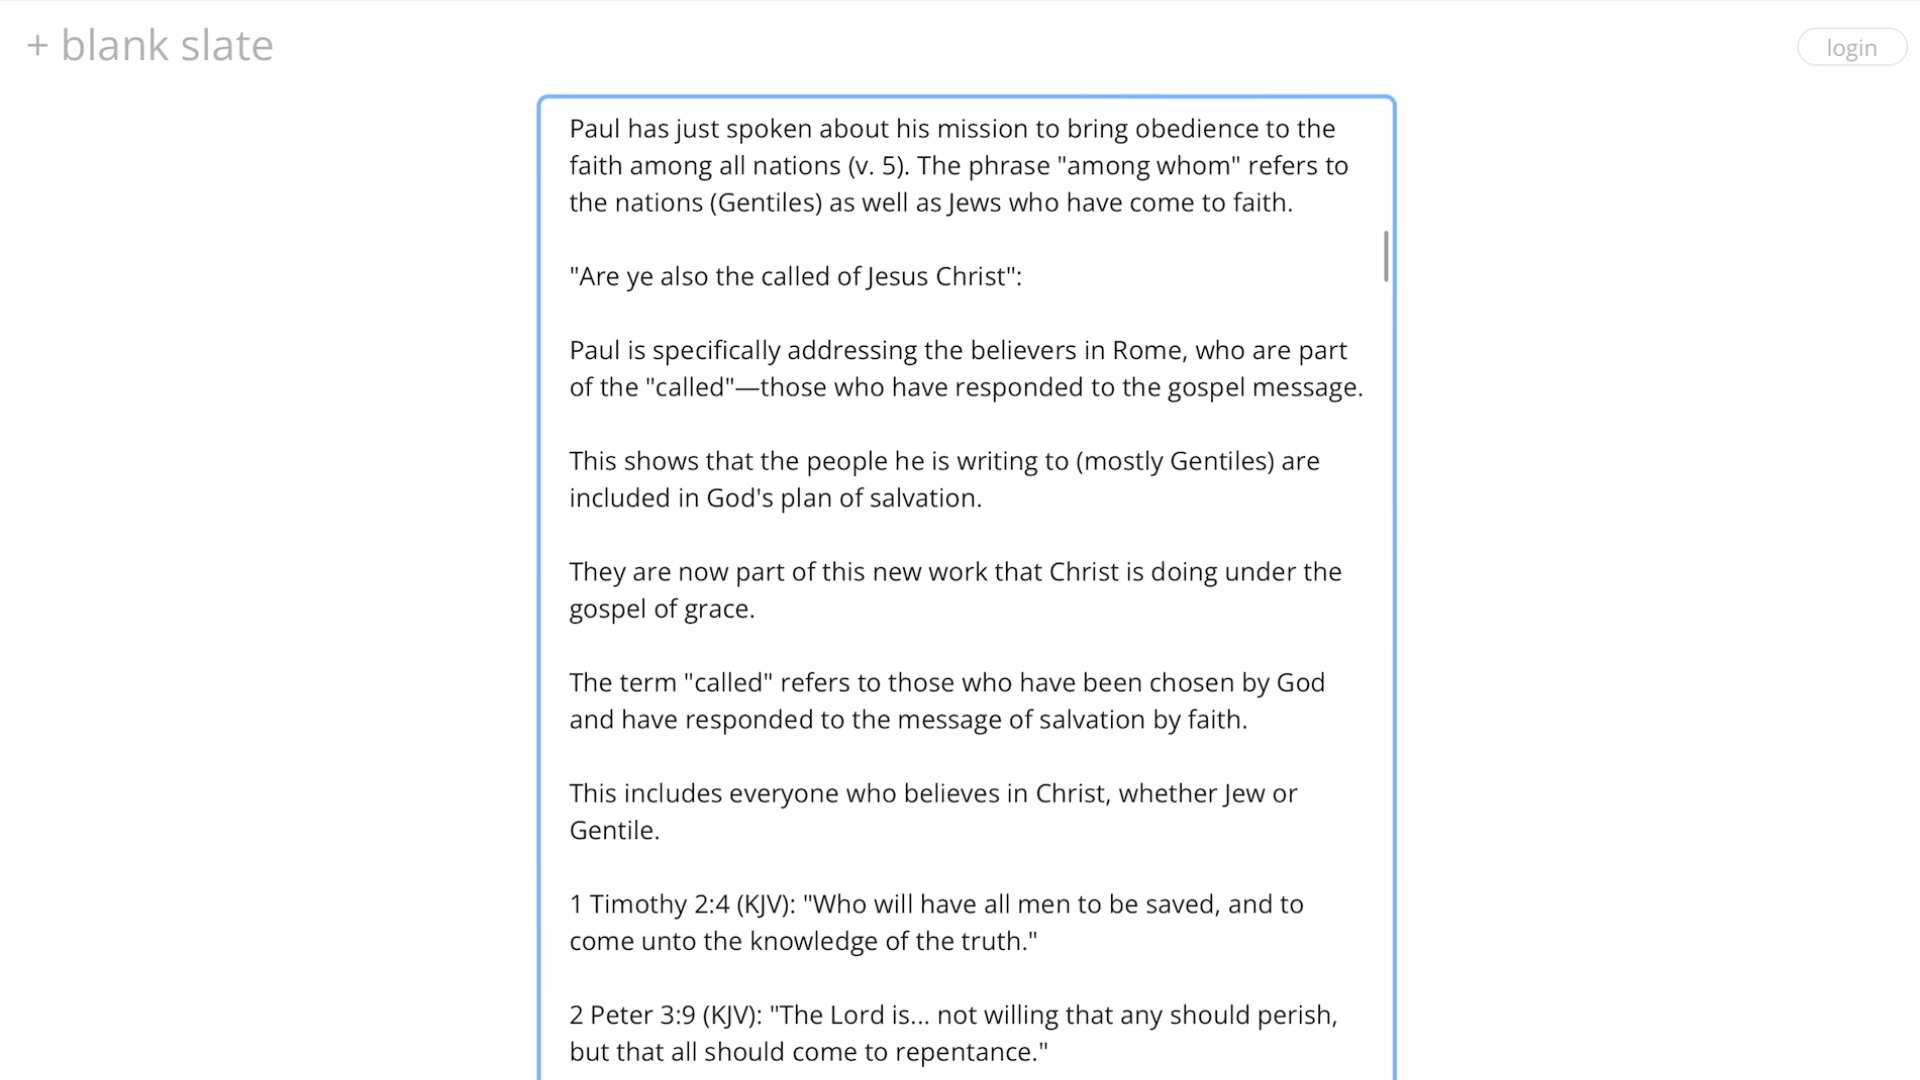 + blank slate
login
Paul has just spoken about his mission to bring obedience to the
faith among all nations (v. 5). The phrase "among whom" refers to
the nations (Gentiles) as well as Jews who have come to faith.
"Are ye also the called of Jesus Christ":
Paul is specifically addressing the believers in Rome, who are part
of the "called"—those who have responded to the gospel message.
This shows that the people he is writing to (mostly Gentiles) are
included in God's plan of salvation.
They are now part of this new work that Christ is doing under the
gospel of grace.
The term "called" refers to those who have been chosen by God
and have responded to the message of salvation by faith.
This includes everyone who believes in Christ, whether Jew or
Gentile.
1 Timothy 2:4 (KJV): "Who will have all men to be saved, and to
come unto the knowledge of the truth."
2 Peter 3:9 (KJV): "The Lord is... not willing that any should perish,
but that all should come to repentance."